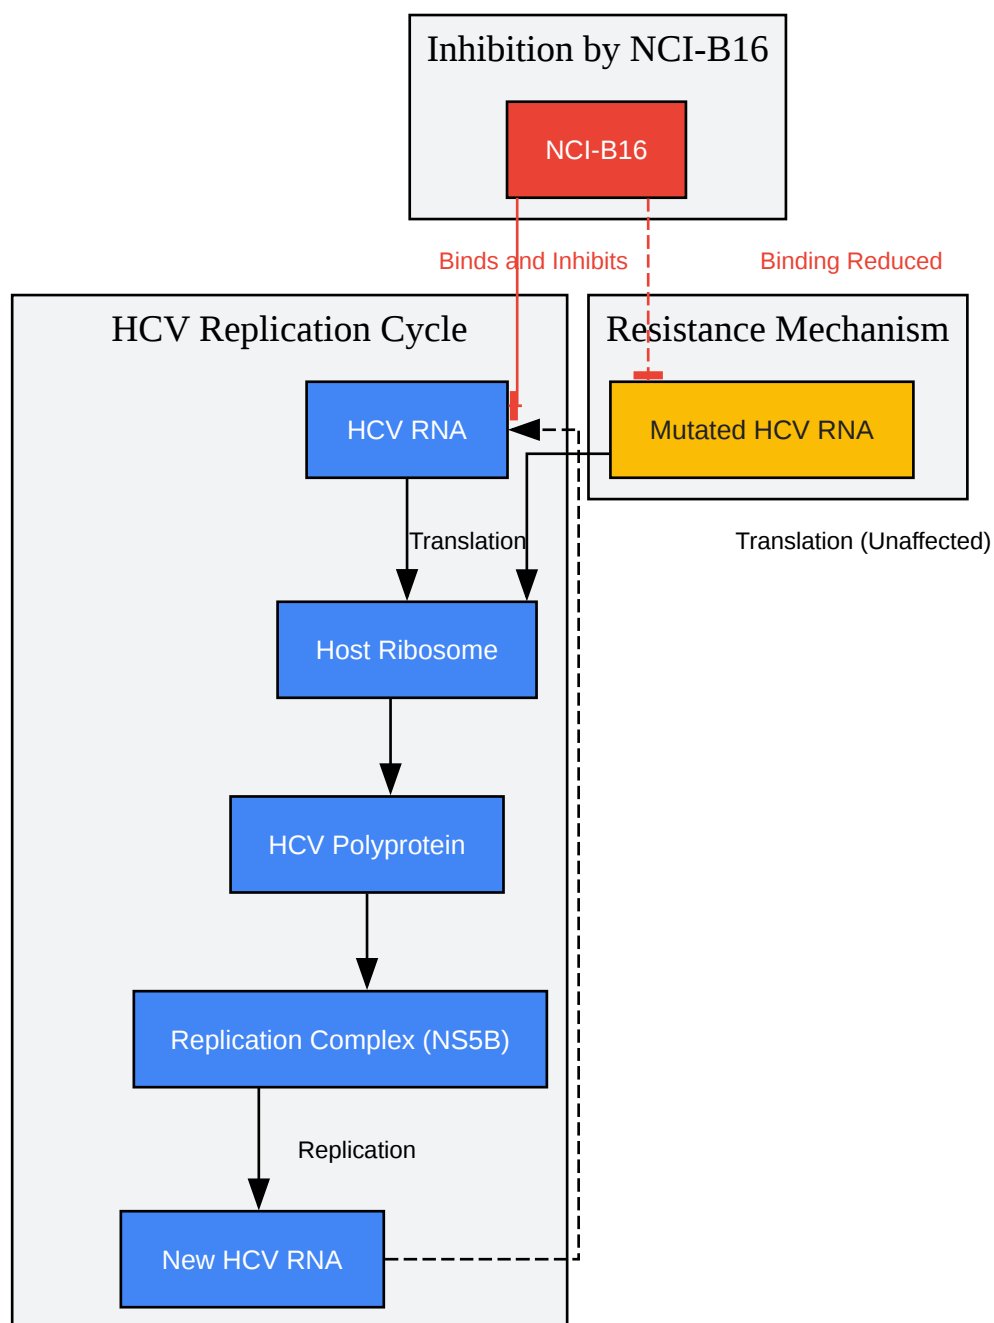 Inhibition by NCI-B16
NCI-B16
Binds and Inhibits
Binding Reduced
HCV Replication Cycle
Resistance Mechanism
HCV RNA
Mutated HCV RNA
Translation
Translation (Unaffected)
Host Ribosome
HCV Polyprotein
Replication Complex (NS5B)
Replication
New HCV RNA